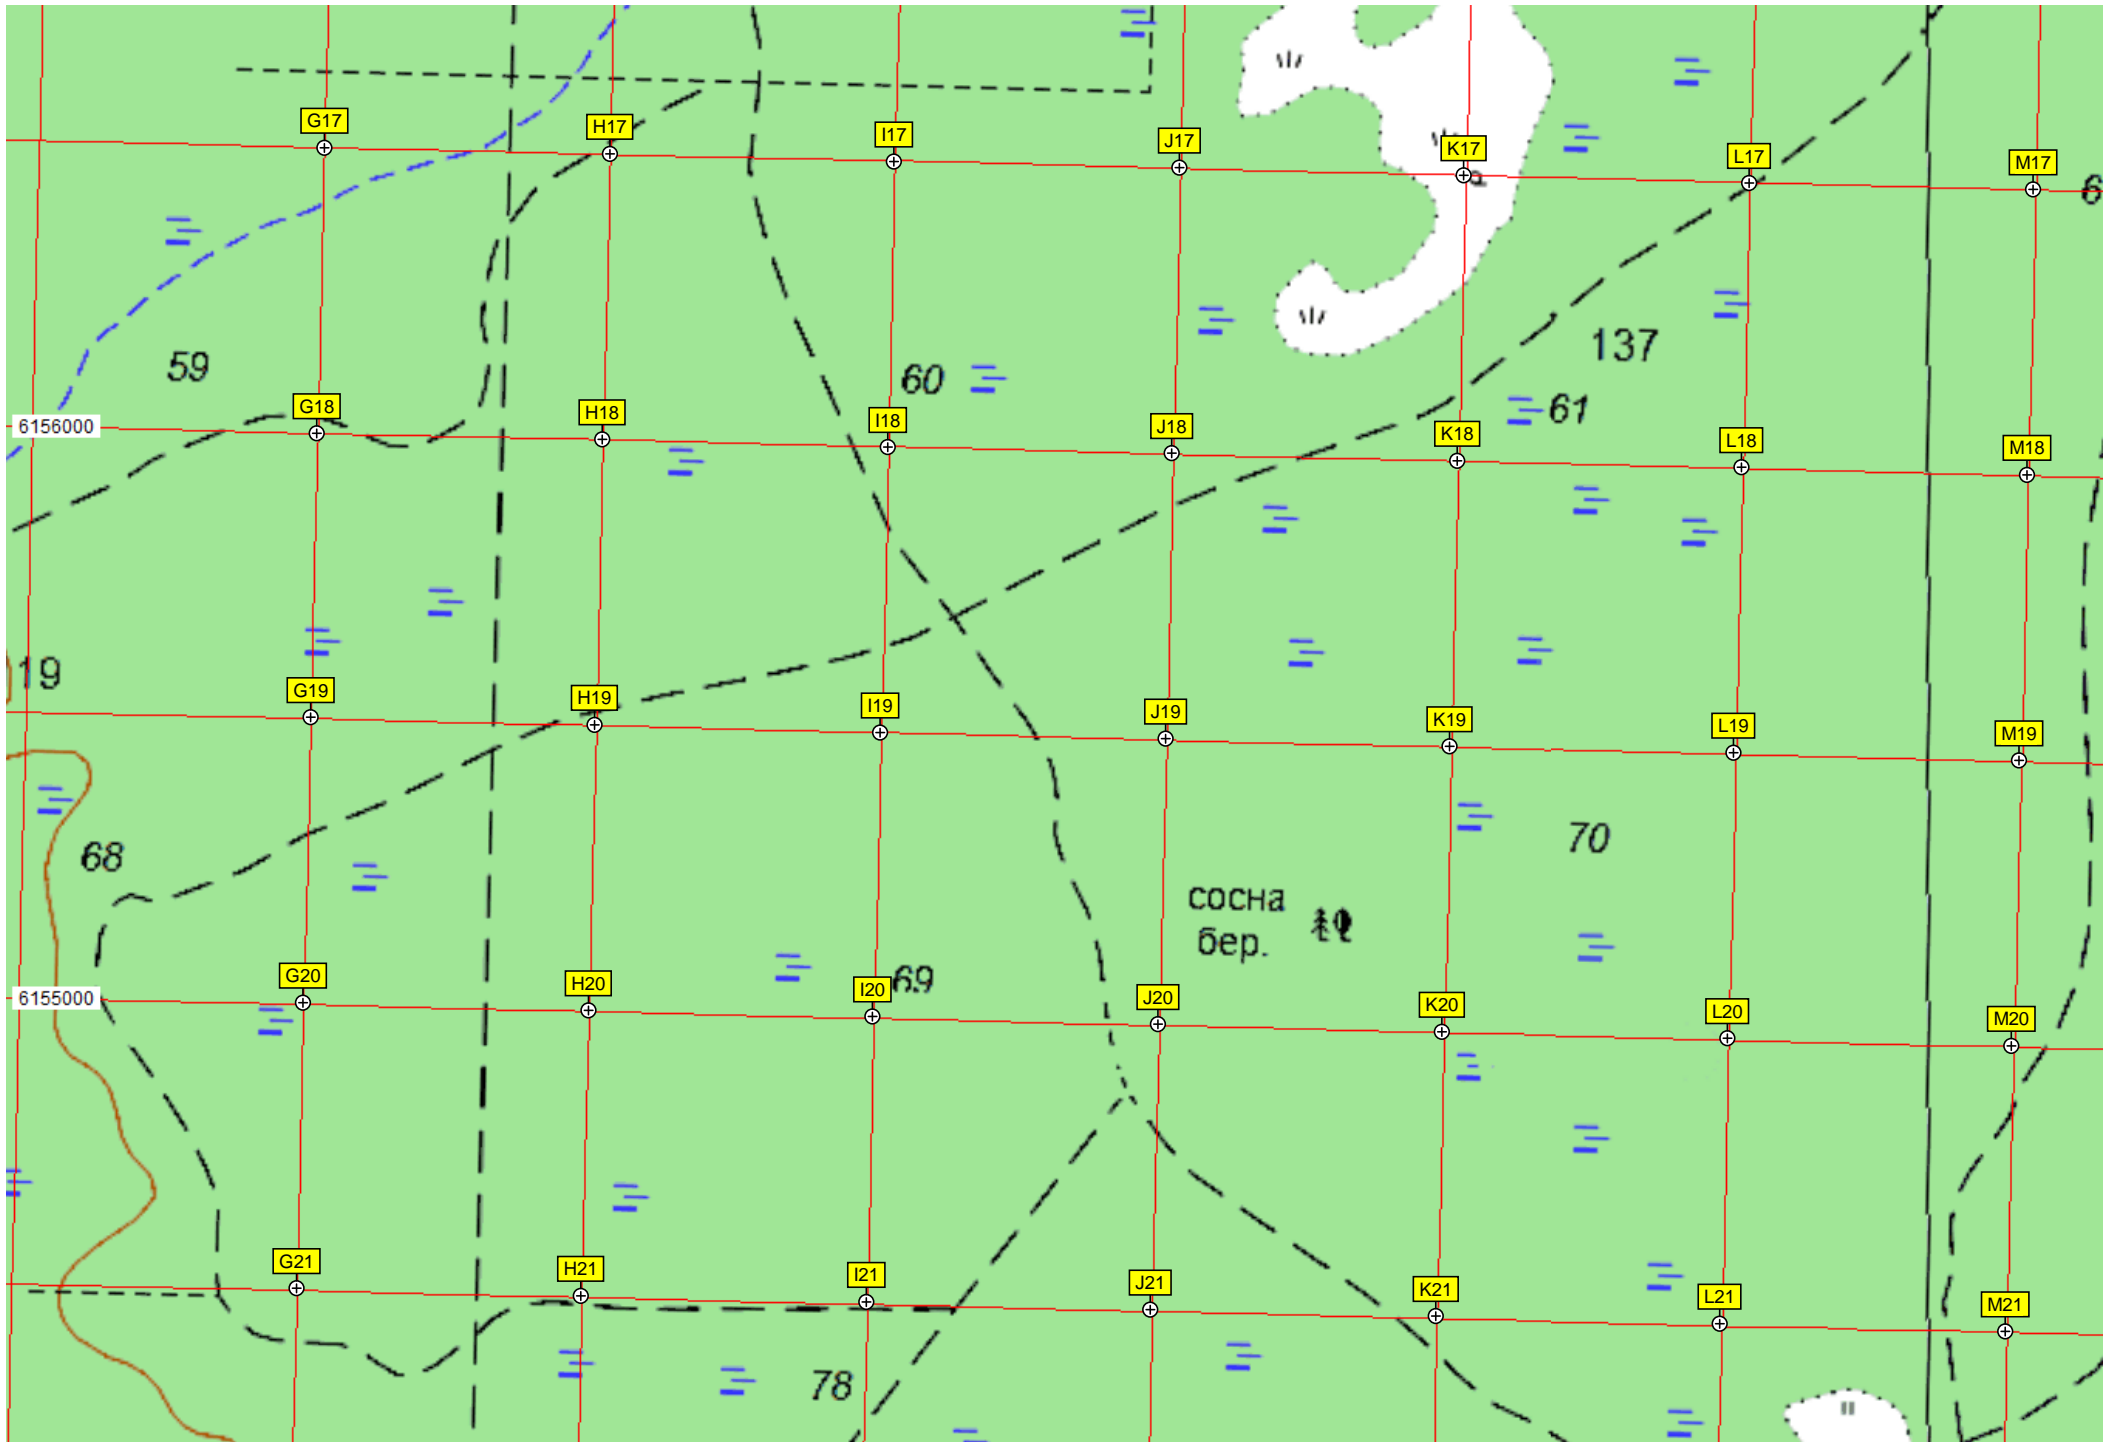 G17
H17
I17
J17
K17
L17
M17
6
59
60
137
61
6156000
G18
H18
I18
J18
K18
L18
M18
19
G19
H19
I19
J19
K19
L19
M19
68
70
сосна
бер.
69
6155000
G20
H20
I20
J20
K20
L20
M20
G21
H21
I21
J21
K21
L21
M21
78